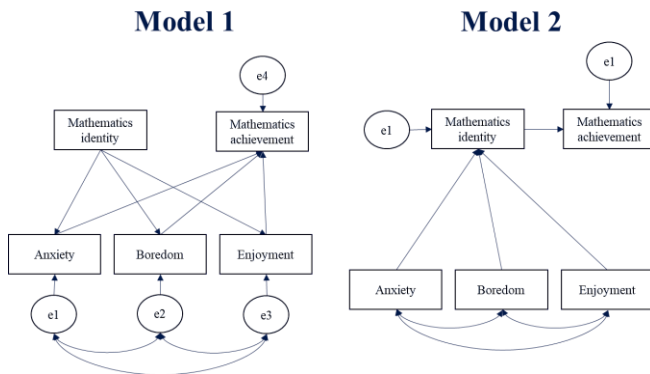 Model 1
e4
Mathematics
identity
Mathematics
achievement
Anxiety
Boredom
Enjoyment
e1
e2
e3
Model 2
e1
e1
Mathematics
identity
Mathematics
achievement
Anxiety
Boredom
Enjoyment